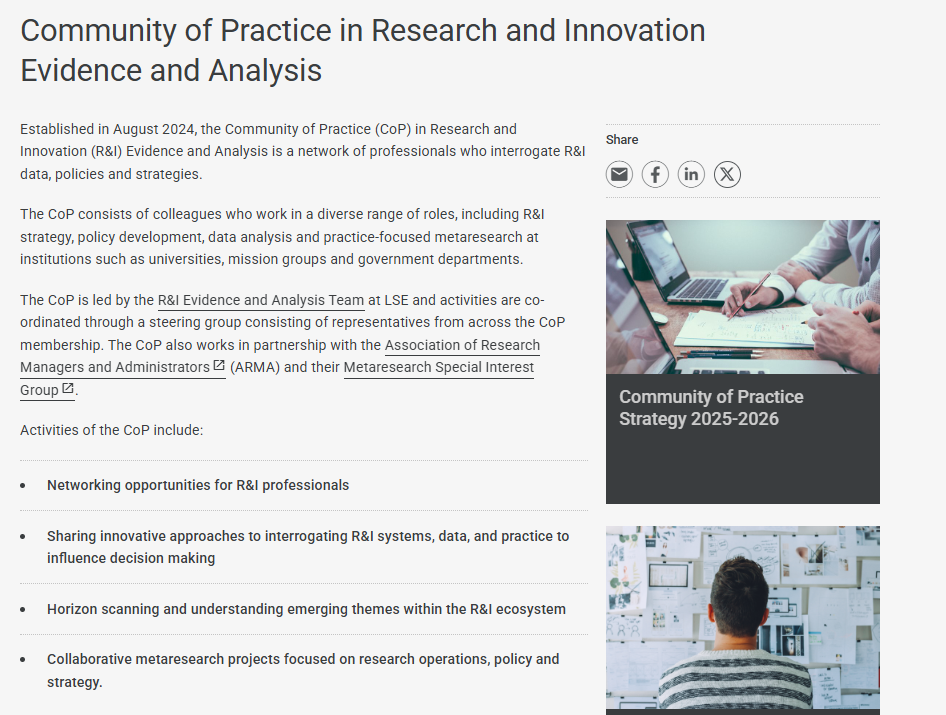 Community of Practice in Research and Innovation
Evidence and Analysis
Established in August 2024, the Community of Practice (CoP) in Research and
Innovation (R&I) Evidence and Analysis is a network of professionals who interrogate R&I
data, policies and strategies.
The CoP consists of colleagues who work in a diverse range of roles, including R&I
strategy, policy development, data analysis and practice-focused metaresearch at
institutions such as universities, mission groups and government departments.
The CoP is led by the R&I Evidence and Analysis Team at LSE and activities are co-
ordinated through a steering group consisting of representatives from across the CoP
membership. The CoP also works in partnership with the Association of Research
Managers and Administrators (ARMA) and their Metaresearch Special Interest
Group.
Activities of the CoP include:
• Networking opportunities for R&I professionals
• Sharing innovative approaches to interrogating R&I systems, data, and practice to
influence decision making
• Horizon scanning and understanding emerging themes within the R&I ecosystem
• Collaborative metaresearch projects focused on research operations, policy and
strategy.
Share
Community of Practice
Strategy 2025-2026